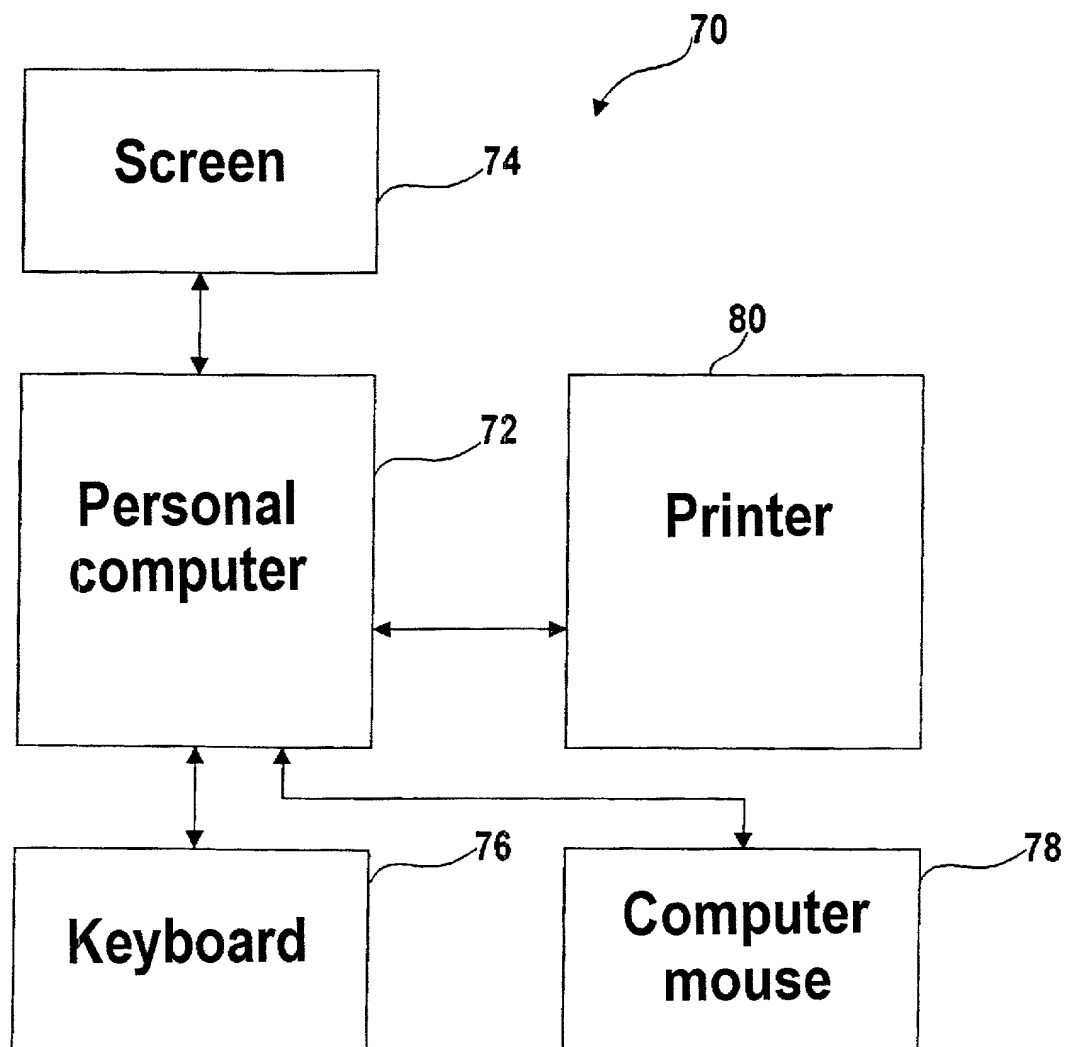 70
Screen
74
80
72
Personal
computer
Printer
76
78
Keyboard
Computer
mouse